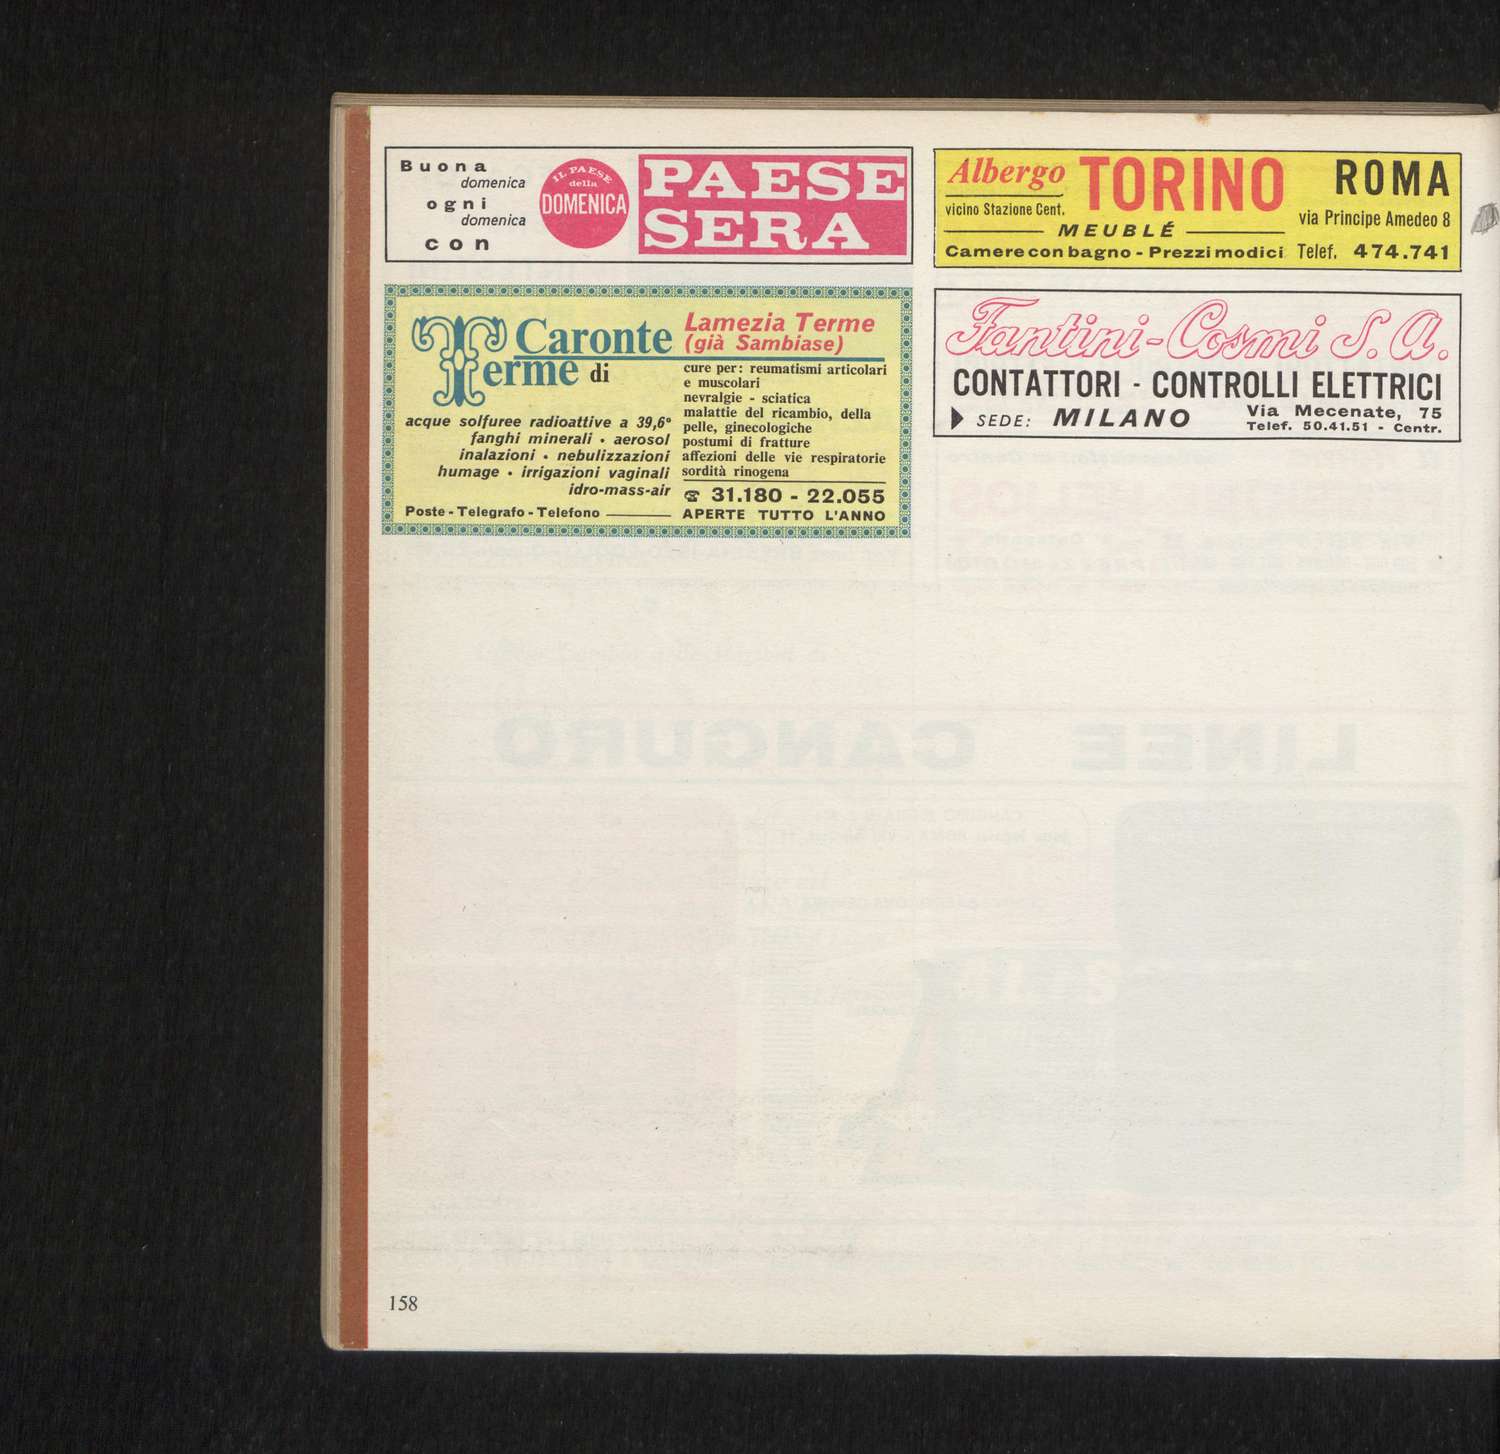 Buona
domenica
ogni
domenica
con
IL PAESE
della
DOMENICA
PAESE
SERA
Albergo TORINO ROMA
vicino Stazione Cent.
via Principe Amedeo 8
MEUBLÉ
Camere con bagno - Prezzi modici Telef. 474.741
Caronte
Terme di
Lamezia Terme
(già Sambiase)
acque solfuree radioattive a 39,6°
fanghi minerali • aerosol
inalazioni • nebulizzazioni
humage • irrigazioni vaginali
idro-mass-air
Poste - Telegrafo - Telefono
cure per: reumatismi articolari
e muscolari
nevralgie - sciatica
malattie del ricambio, della
pelle, ginecologiche
postumi di fratture
affezioni delle vie respiratorie
sordità rinogena
☎ 31.180 - 22.055
APERTE TUTTO L'ANNO
Fantini-Cosmi S. A.
CONTATTORI - CONTROLLI ELETTRICI
SEDE: MILANO
Via Mecenate, 75
Telef. 50.41.51 - Centr.
LINEE CANGURO
158